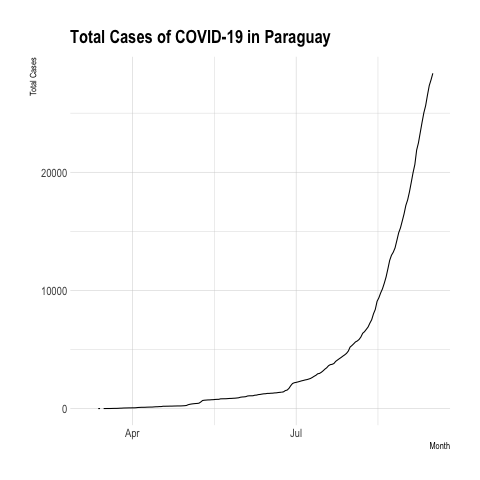 Total Cases of COVID-19 in Paraguay
Total Cases
20000
10000
0
Apr
Jul
Month